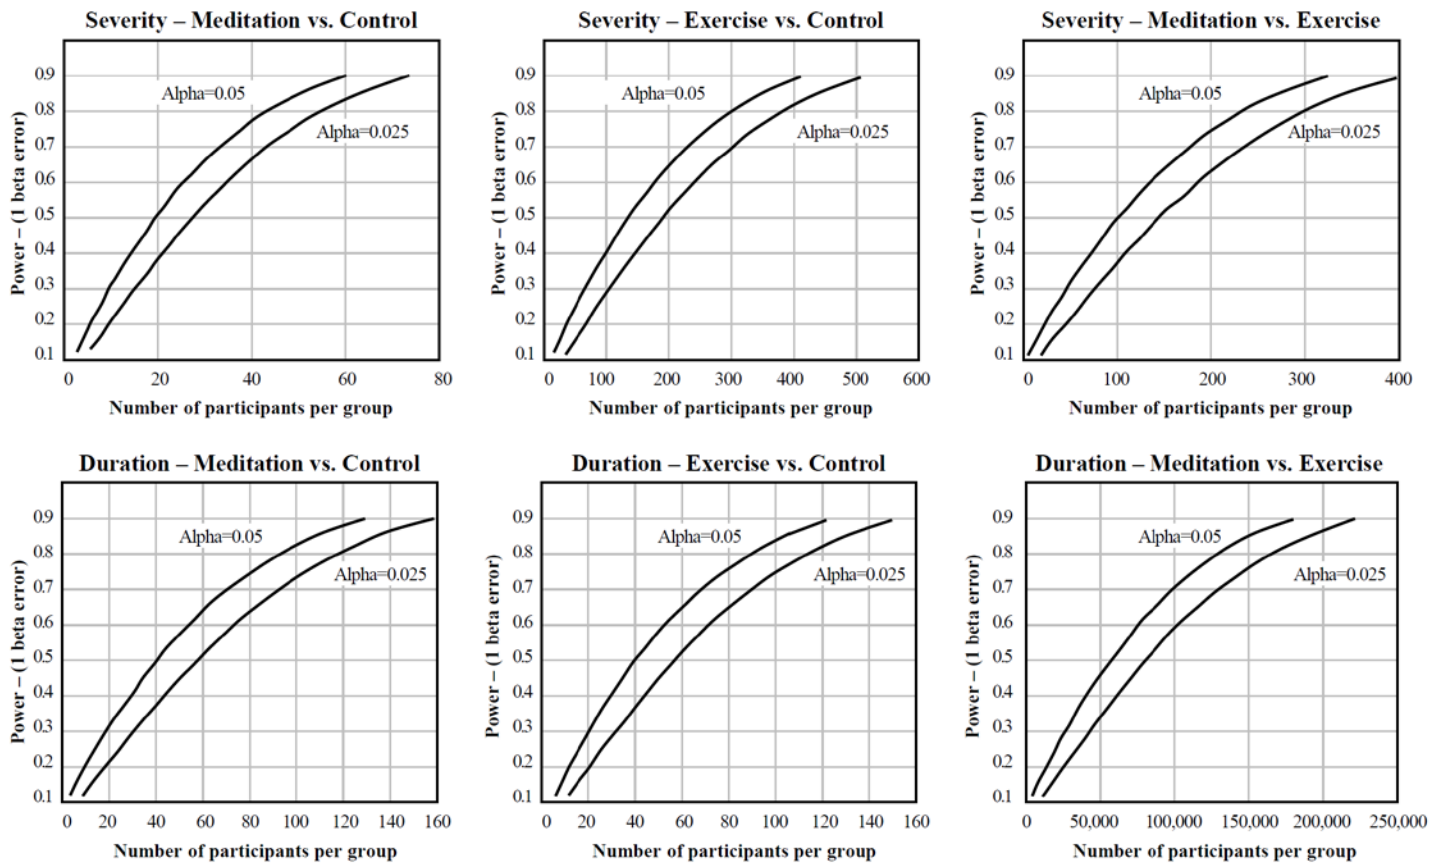 Severity – Meditation vs. Control
0.9
0.8
0.7
0.6
0.5
0.4
0.3
0.2
0.1
Power – (1 beta error)
Alpha=0.05
Alpha=0.025
0 20 40 60 80
Number of participants per group
Severity – Exercise vs. Control
0.9
0.8
0.7
0.6
0.5
0.4
0.3
0.2
0.1
Power – (1 beta error)
Alpha=0.05
Alpha=0.025
0 100 200 300 400 500 600
Number of participants per group
Severity – Meditation vs. Exercise
0.9
0.8
0.7
0.6
0.5
0.4
0.3
0.2
0.1
Power – (1 beta error)
Alpha=0.05
Alpha=0.025
0 100 200 300 400
Number of participants per group
Duration – Meditation vs. Control
0.9
0.8
0.7
0.6
0.5
0.4
0.3
0.2
0.1
Power – (1 beta error)
Alpha=0.05
Alpha=0.025
0 20 40 60 80 100 120 140 160
Number of participants per group
Duration – Exercise vs. Control
0.9
0.8
0.7
0.6
0.5
0.4
0.3
0.2
0.1
Power – (1 beta error)
Alpha=0.05
Alpha=0.025
0 20 40 60 80 100 120 140 160
Number of participants per group
Duration – Meditation vs. Exercise
0.9
0.8
0.7
0.6
0.5
0.4
0.3
0.2
0.1
Power – (1 beta error)
Alpha=0.05
Alpha=0.025
0 50,000 100,000 150,000 200,000 250,000
Number of participants per group